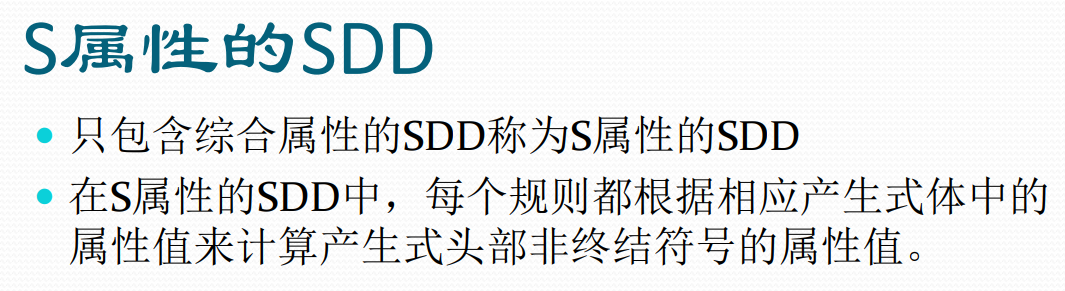 S属性的SDD
只包含综合属性的SDD称为S属性的SDD
在S属性的SDD中，每个规则都根据相应产生式体中的
属性值来计算产生式头部非终结符号的属性值。